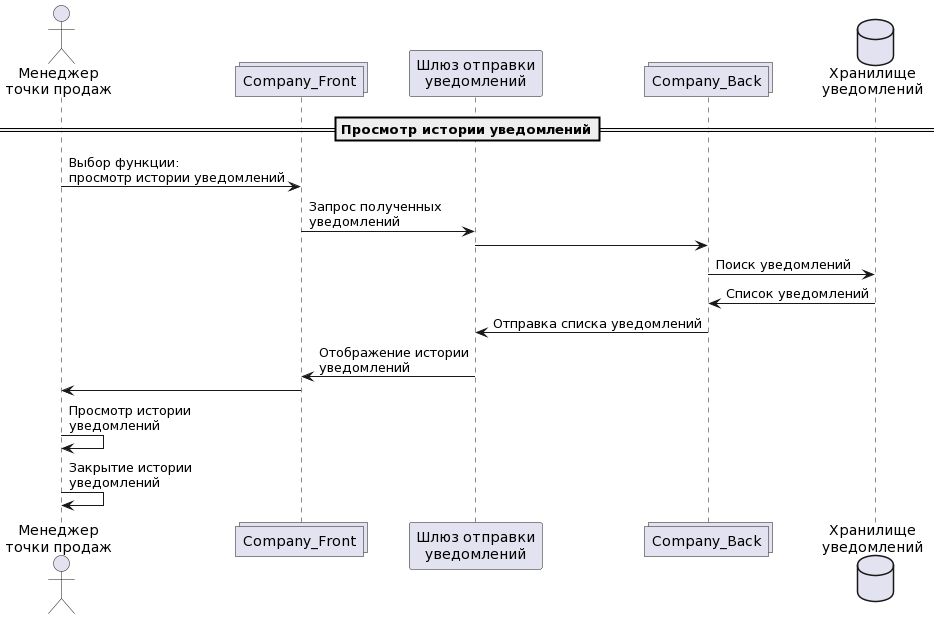 Менеджер
точки продаж
Company_Front
Шлюз отправки
уведомлений
Company_Back
Хранилище
уведомлений
Просмотр истории уведомлений
Выбор функции:
просмотр истории уведомлений
Запрос полученных
уведомлений
Поиск уведомлений
Список уведомлений
Отправка списка уведомлений
Отображение истории
уведомлений
Просмотр истории
уведомлений
Закрытие истории
уведомлений
Менеджер
точки продаж
Company_Front
Шлюз отправки
уведомлений
Company_Back
Хранилище
уведомлений